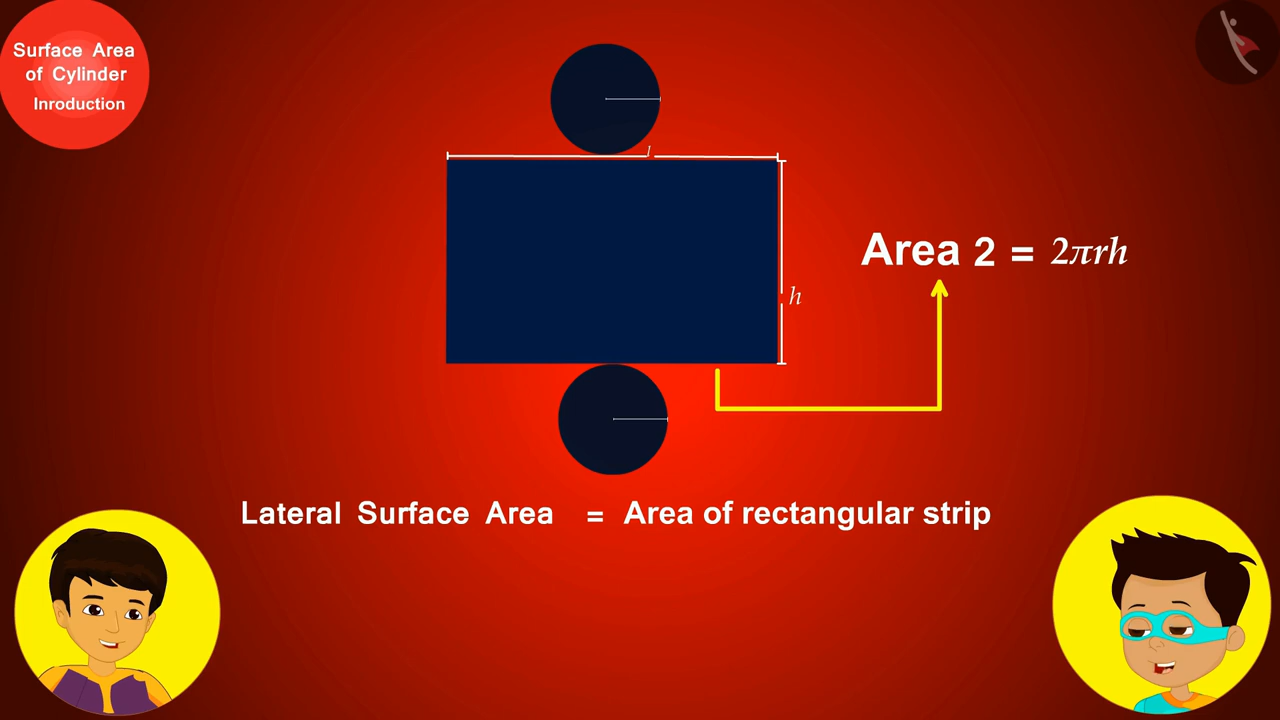 Surface Area
of Cylinder
Inroduction
l
h
Area 2 = 2πrh
Lateral Surface Area = Area of rectangular strip